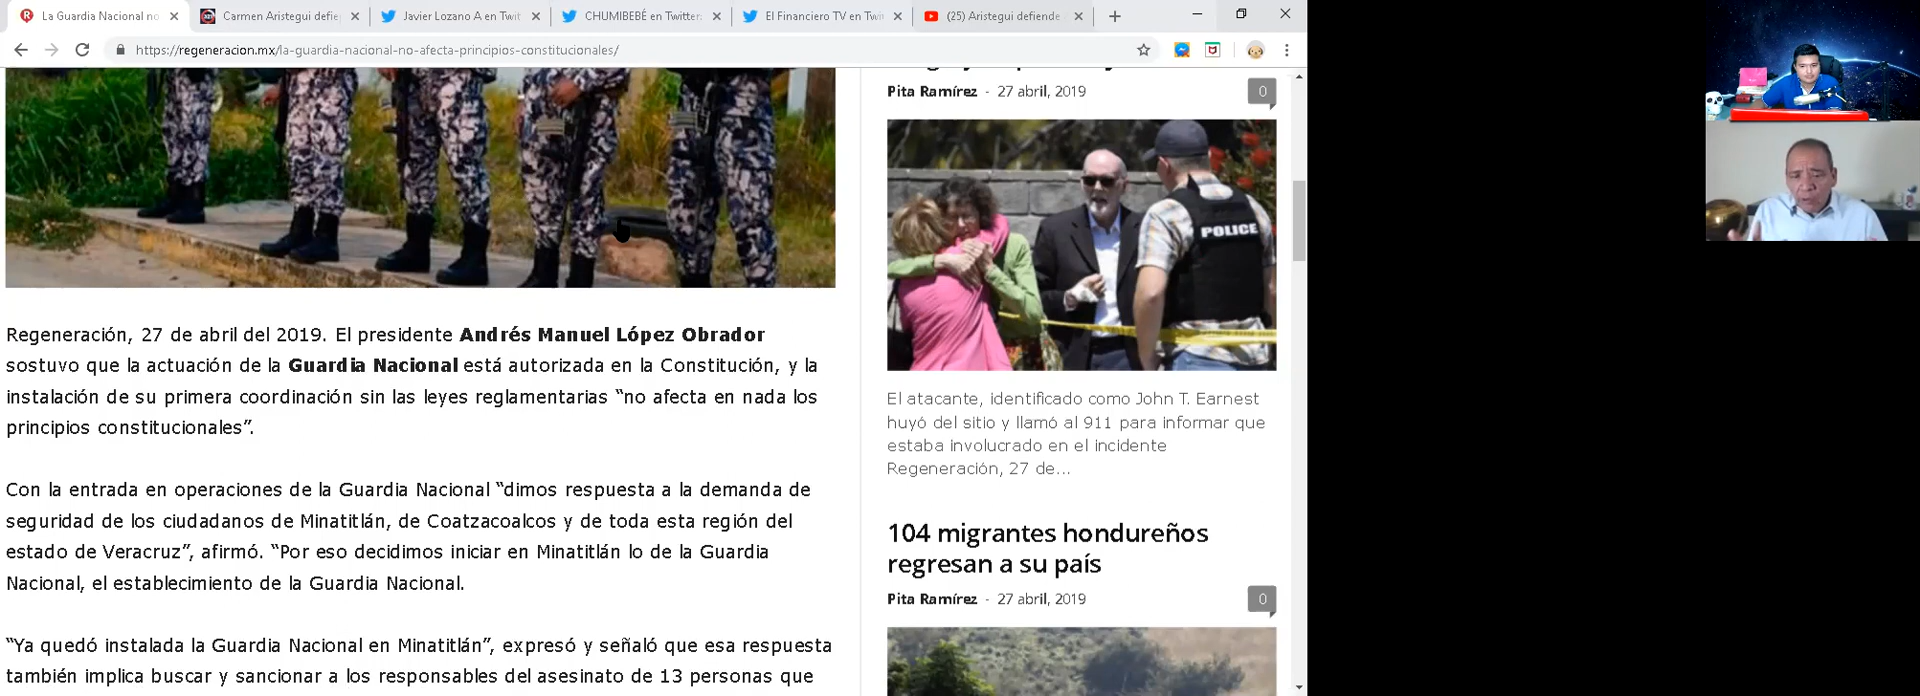 La Guardia Nacional no
Carmen Aristegui defie
Javier Lozano A en Twit
CHUMIBEBÉ en Twitter:
El Financiero TV en Twi
(25) Aristegui defiende
https://regeneracion.mx/la-guardia-nacional-no-afecta-principios-constitucionales/
Regeneración, 27 de abril del 2019. El presidente Andrés Manuel López Obrador
sostuvo que la actuación de la Guardia Nacional está autorizada en la Constitución, y la
instalación de su primera coordinación sin las leyes reglamentarias “no afecta en nada los
principios constitucionales”.
Con la entrada en operaciones de la Guardia Nacional “dimos respuesta a la demanda de
seguridad de los ciudadanos de Minatitlán, de Coatzacoalcos y de toda esta región del
estado de Veracruz”, afirmó. “Por eso decidimos iniciar en Minatitlán lo de la Guardia
Nacional, el establecimiento de la Guardia Nacional.
“Ya quedó instalada la Guardia Nacional en Minatitlán”, expresó y señaló que esa respuesta
también implica buscar y sancionar a los responsables del asesinato de 13 personas que
Pita Ramírez - 27 abril, 2019
0
POLICE
El atacante, identificado como John T. Earnest
huyó del sitio y llamó al 911 para informar que
estaba involucrado en el incidente
Regeneración, 27 de...
104 migrantes hondureños
regresan a su país
Pita Ramírez - 27 abril, 2019
0